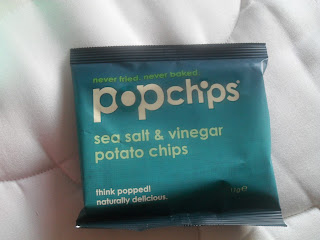 never fried. never baked.
popchips
sea salt & vinegar
potato chips
think popped!
naturally delicious.